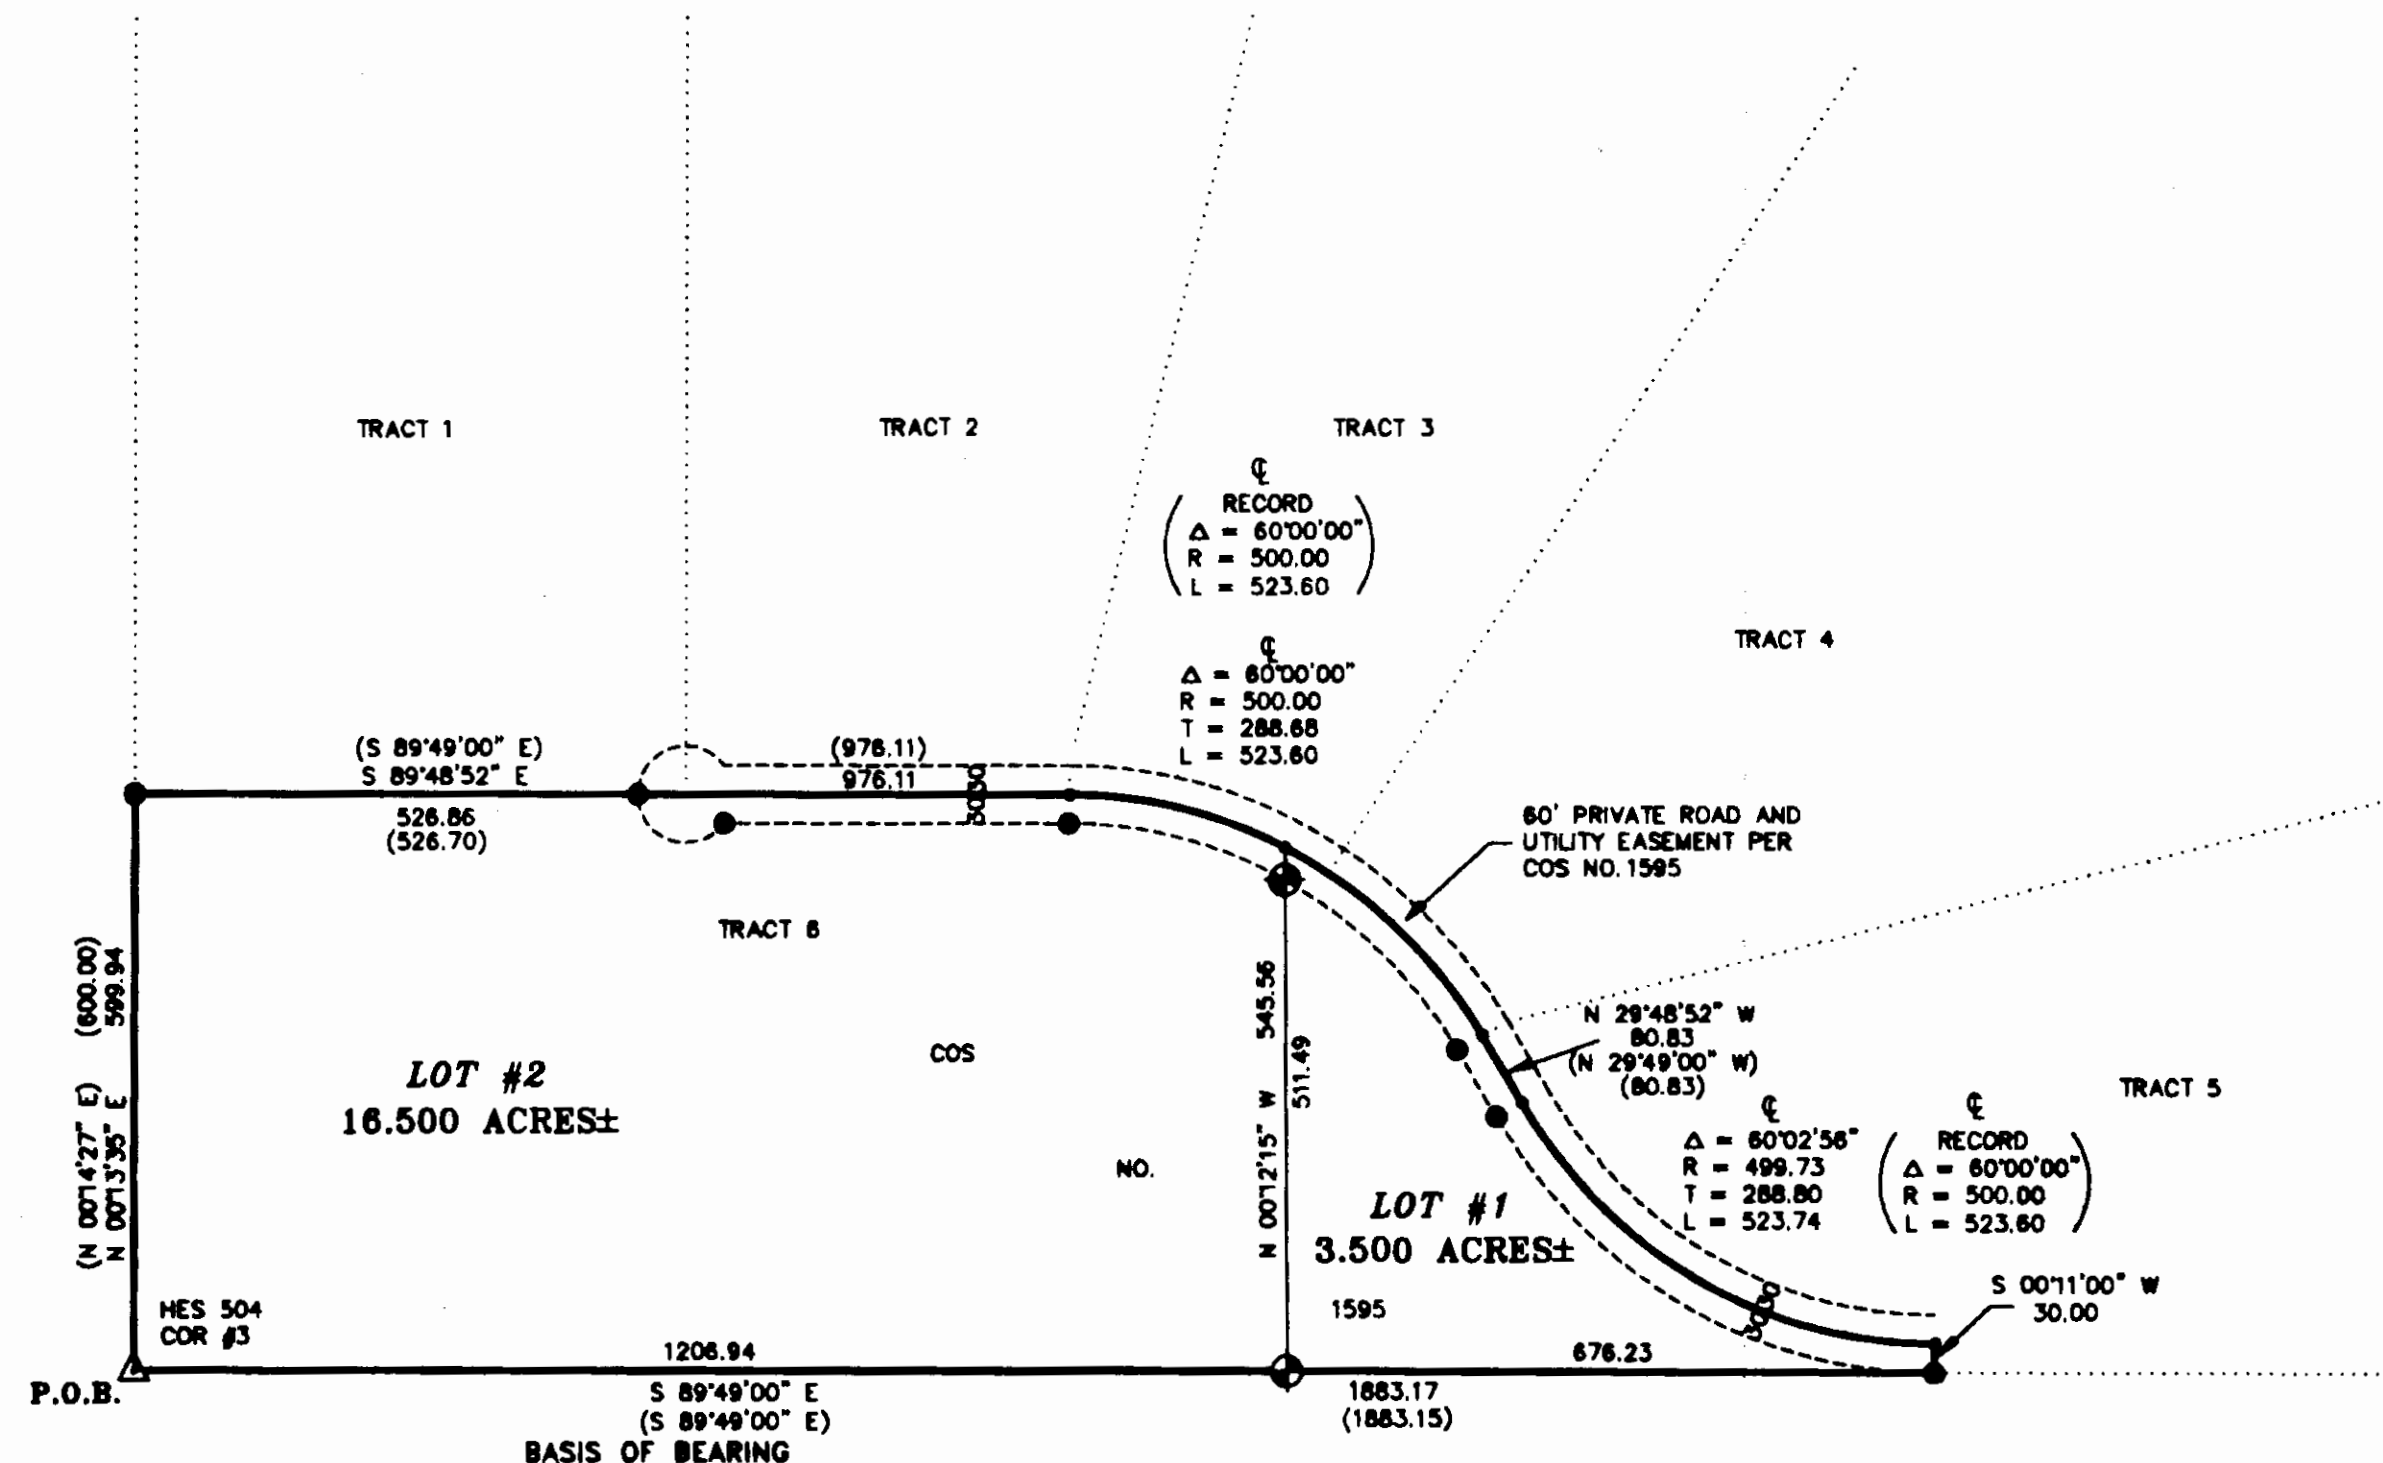 TRACT 1
TRACT 2
TRACT 3
℄
RECORD
Δ = 60°00'00"
R = 500.00
L = 523.60
℄
Δ = 60°00'00"
R = 500.00
T = 288.68
L = 523.60
TRACT 4
(S 89°49'00" E)
S 89°48'52" E
526.86
(526.70)
(976.11)
976.11
30 30
60' PRIVATE ROAD AND
UTILITY EASEMENT PER
COS NO. 1595
TRACT 6
(N 00°14'27" E) (600.00)
N 00°13'35" E 599.94
LOT #2
16.500 ACRES±
COS
NO.
N 00°12'15" W 545.56
511.49
N 29°48'52" W
80.83
(N 29°49'00" W)
(80.83)
TRACT 5
℄
Δ = 60°02'56"
R = 499.73
T = 288.80
L = 523.74
℄
RECORD
Δ = 60°00'00"
R = 500.00
L = 523.60
LOT #1
3.500 ACRES±
1595
30 30
S 00°11'00" W
30.00
HES 504
COR #3
P.O.B.
1206.94
676.23
S 89°49'00" E
(S 89°49'00" E)
1883.17
(1883.15)
BASIS OF BEARING